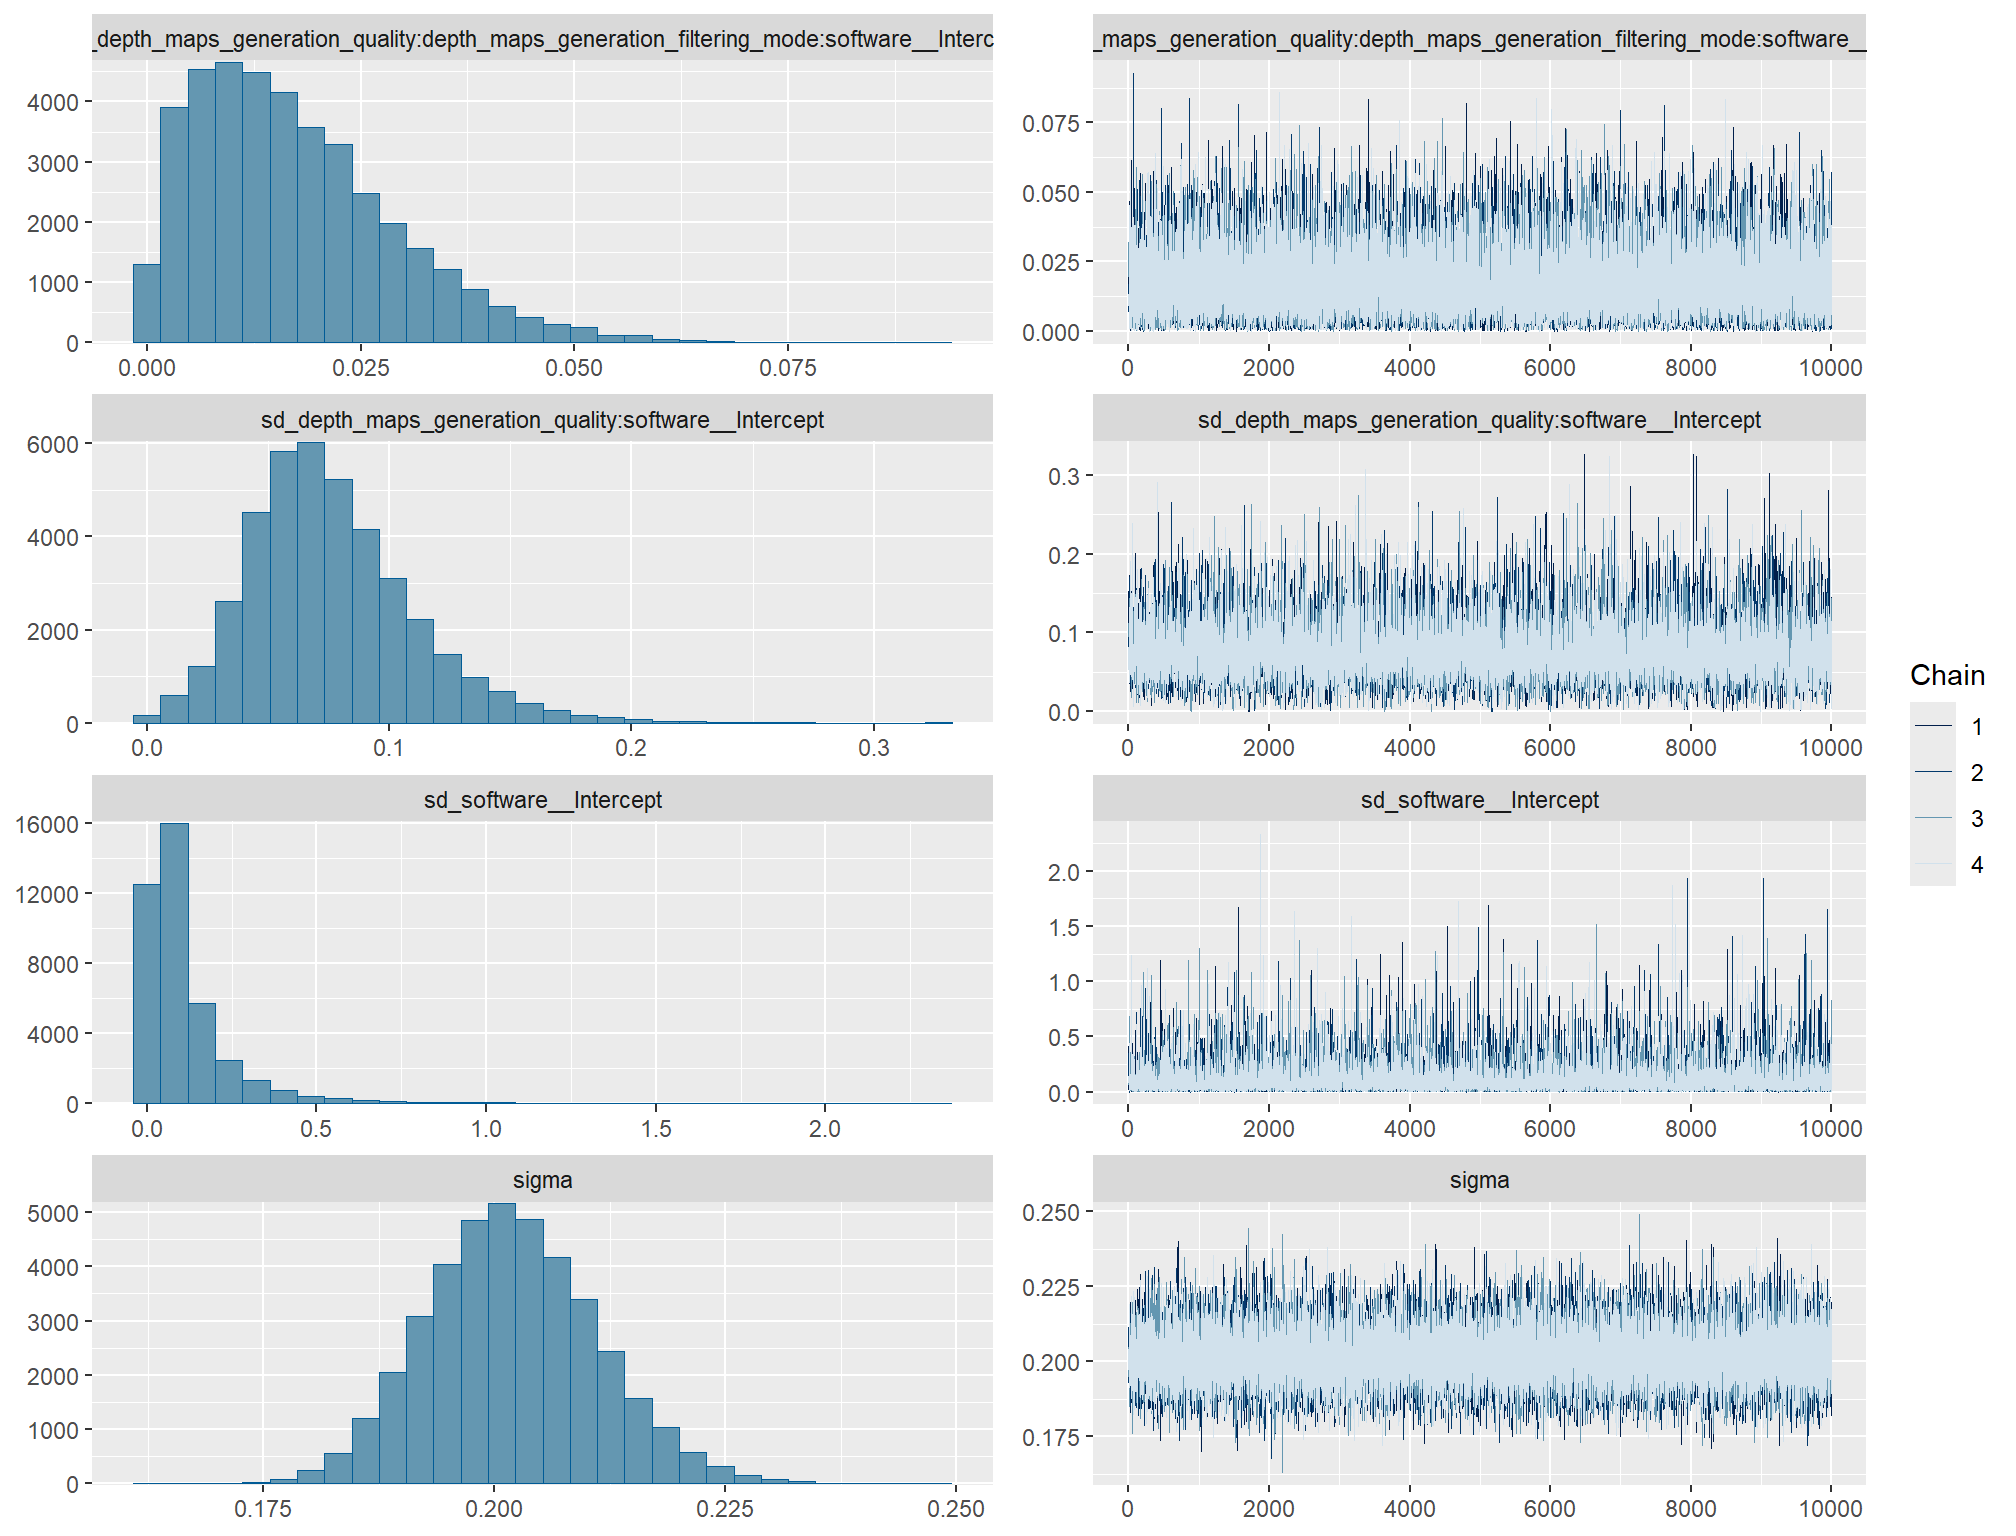 _depth_maps_generation_quality:depth_maps_generation_filtering_mode:software__Interc
4000
3000
2000
1000
0
0.000 0.025 0.050 0.075
_maps_generation_quality:depth_maps_generation_filtering_mode:software__
0.075
0.050
0.025
0.000
0 2000 4000 6000 8000 10000
sd_depth_maps_generation_quality:software__Intercept
6000
4000
2000
0
0.0 0.1 0.2 0.3
sd_depth_maps_generation_quality:software__Intercept
0.3
0.2
0.1
0.0
0 2000 4000 6000 8000 10000
sd_software__Intercept
16000
12000
8000
4000
0
0.0 0.5 1.0 1.5 2.0
sd_software__Intercept
2.0
1.5
1.0
0.5
0.0
0 2000 4000 6000 8000 10000
sigma
5000
4000
3000
2000
1000
0
0.175 0.200 0.225 0.250
sigma
0.250
0.225
0.200
0.175
0 2000 4000 6000 8000 10000
Chain
1
2
3
4